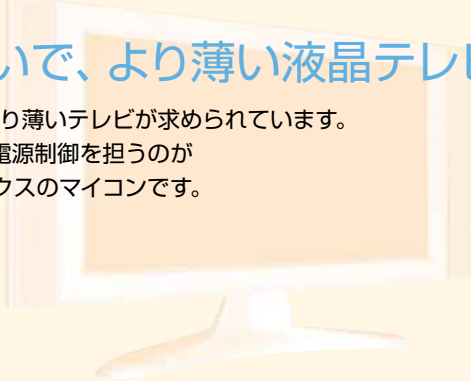 いで、より薄い液晶テレビ
り薄いテレビが求められています。
電源制御を担うのが
クスのマイコンです。